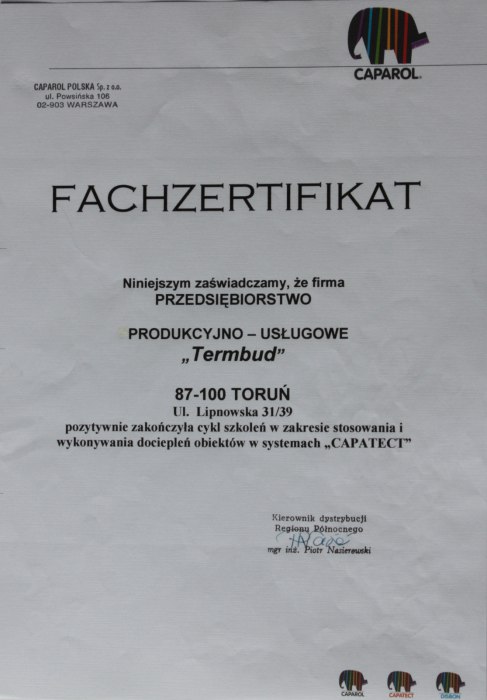 CAPAROL
CAPAROL POLSKA Sp. z o.o.
ul. Powsińska 106
02-903 WARSZAWA
FACHZERTIFIKAT
Niniejszym zaświadczamy, że firma
PRZEDSIĘBIORSTWO
PRODUKCYJNO – USŁUGOWE
„Termbud”
87-100 TORUŃ
Ul. Lipnowska 31/39
pozytywnie zakończyła cykl szkoleń w zakresie stosowania i
wykonywania dociepleń obiektów w systemach „CAPATECT”
Kierownik dystrybucji
Regionu Północnego
mgr inż. Piotr Nasierowski
CAPAROL CAPATECT DISBON